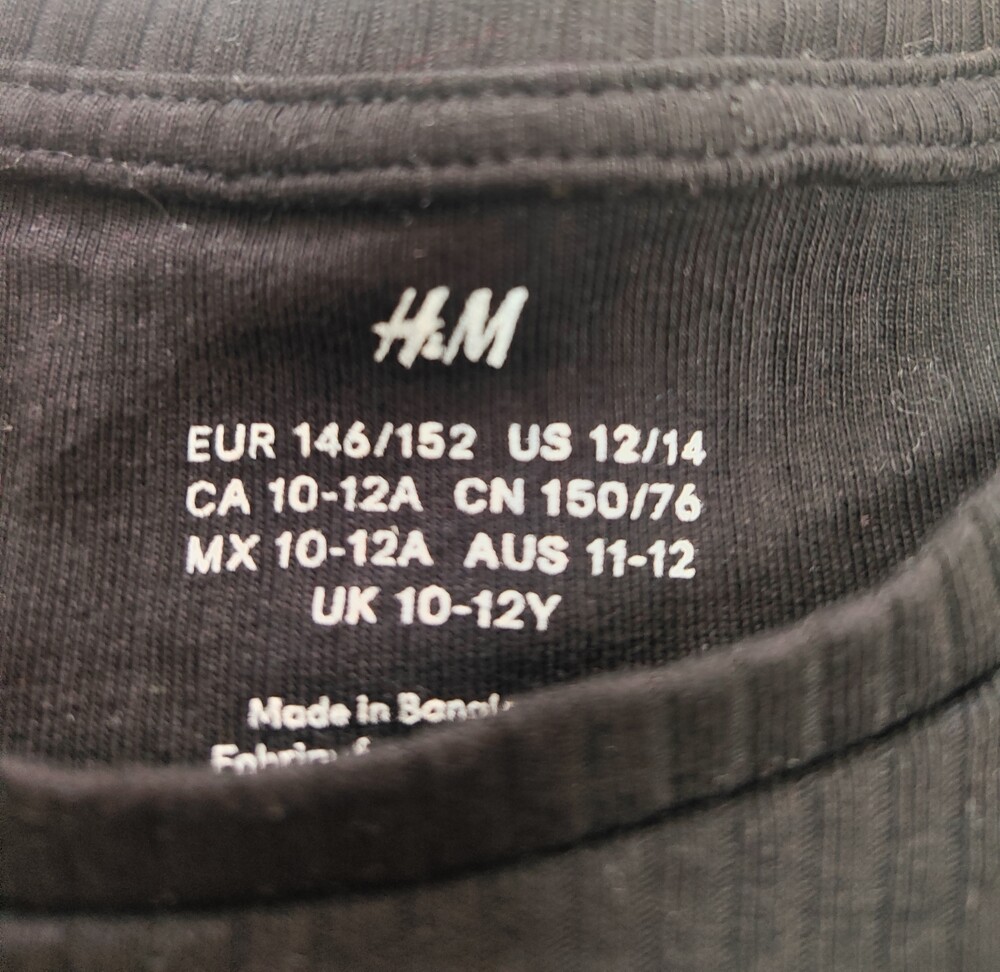 H&M
EUR 146/152 US 12/14
CA 10-12A CN 150/76
MX 10-12A AUS 11-12
UK 10-12Y
Made in